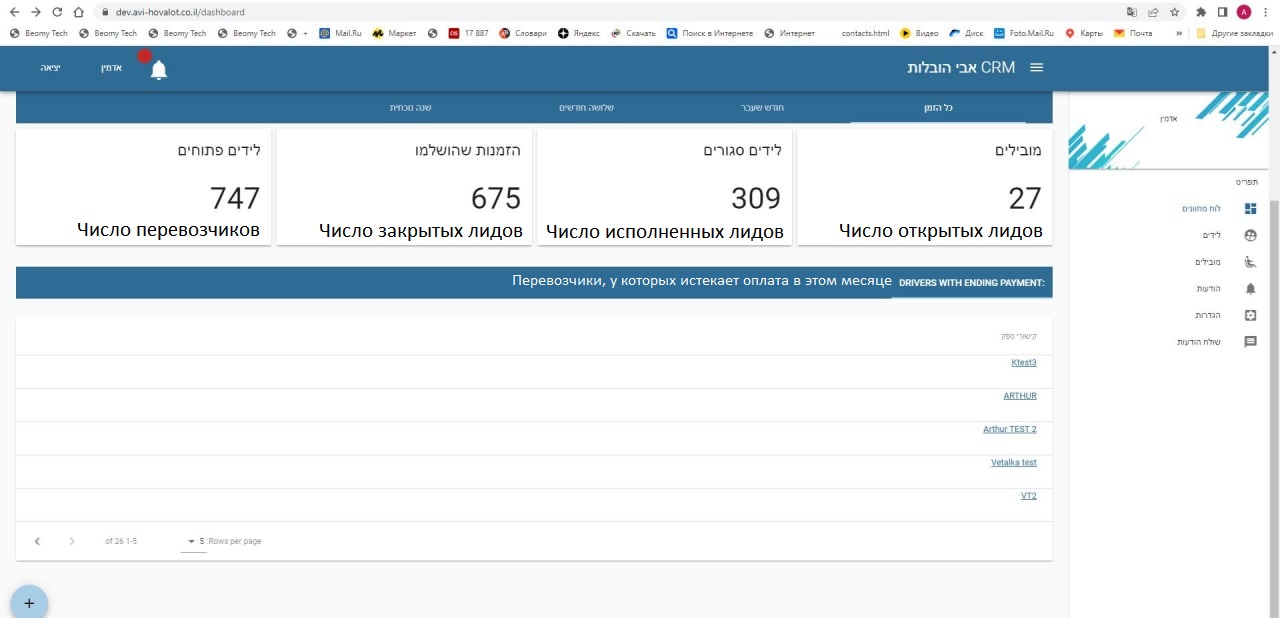 dev.avi-hovalot.co.il/dashboard
A
Beomy Tech
Beomy Tech
Beomy Tech
Beomy Tech
+
Mail.Ru
Маркет
17 887
Словари
Яндекс
Скачать
Поиск в Интернете
Интернет
contacts.html
Видео
Диск
Foto.Mail.Ru
Карты
Почта
»
Другие закладки
CRM אבי הובלות
אדמין
יציאה
כל הזמן
חודש שעבר
שלושה חודשים
שנה נוכחית
אדמין
מובילים
27
Число открытых лидов
לידים סגורים
309
Число исполненных лидов
הזמנות שהושלמו
675
Число закрытых лидов
לידים פתוחים
747
Число перевозчиков
תפריט
לוח מחוונים
לידים
מובילים
הודעות
הגדרות
שולח הודעות
Перевозчики, у которых истекает оплата в этом месяце
DRIVERS WITH ENDING PAYMENT:
קישורי ספק
Ktest3
ARTHUR
Arthur TEST 2
Vetalka test
VT2
of 26 1-5
5
:Rows per page
+